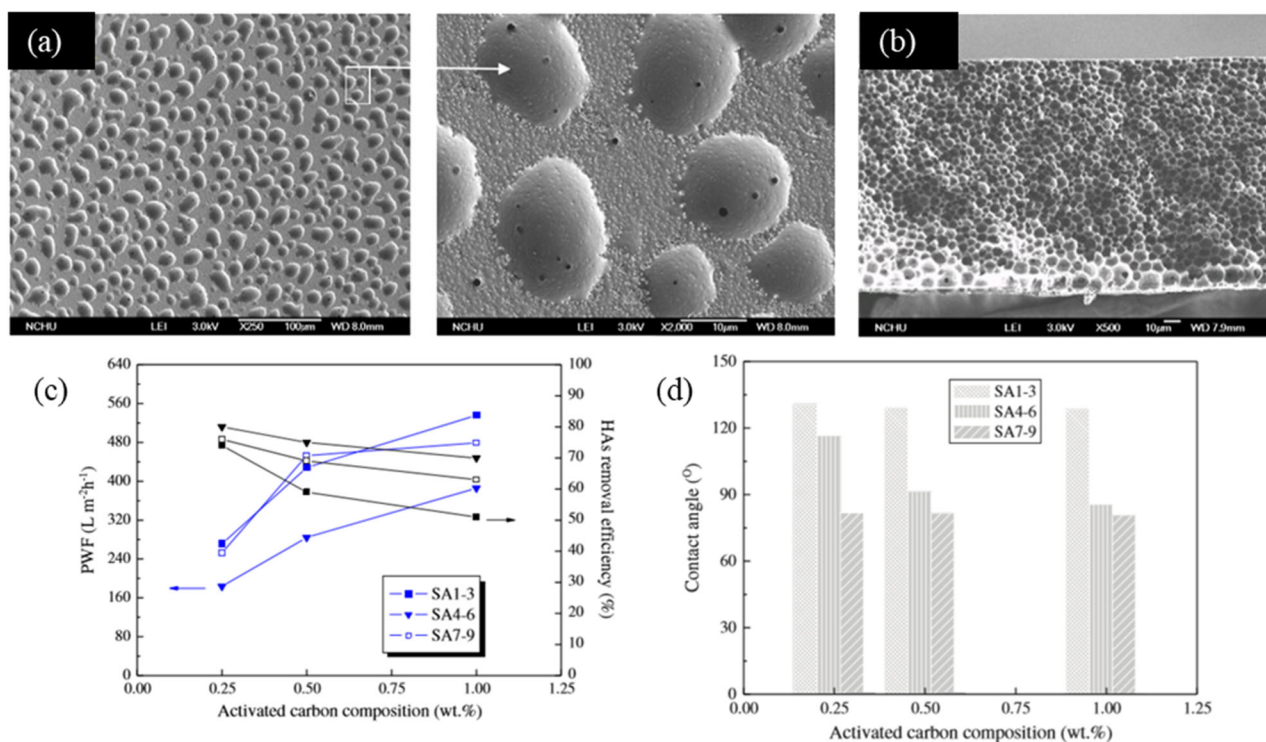 (a)
(b)
NCHU LEI 3.0kV X250 100µm WD 8.0mm
NCHU LEI 3.0kV X2,000 10µm WD 8.0mm
NCHU LEI 3.0kV X500 10µm WD 7.9mm
(c)
640
560
480
400
320
240
160
80
0
PWF (L m⁻²h⁻¹)
100
90
80
70
60
50
40
30
20
10
0
HAs removal efficiency (%)
SA1-3
SA4-6
SA7-9
0.00 0.25 0.50 0.75 1.00 1.25
Activated carbon composition (wt.%)
(d)
150
120
90
60
30
0
Contact angle (O)
SA1-3
SA4-6
SA7-9
0.00 0.25 0.50 0.75 1.00 1.25
Activated carbon composition (wt.%)